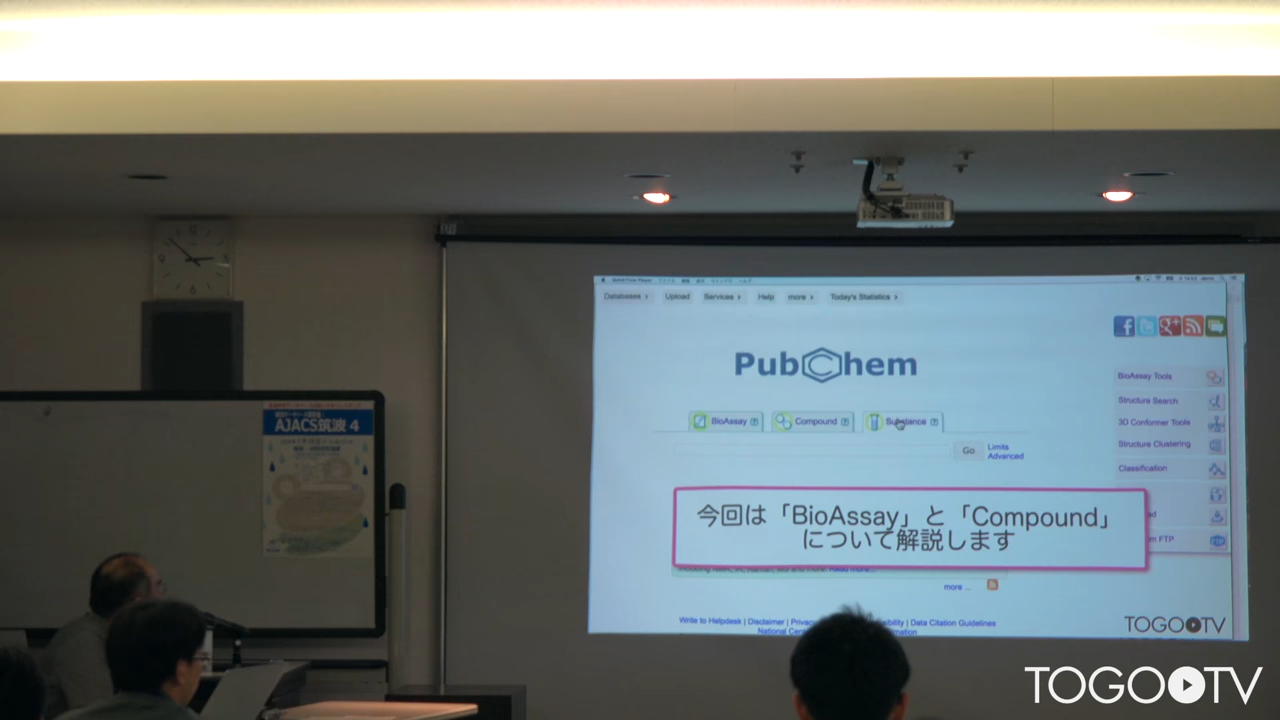 Databases
Upload
Services
Help
more
Today's Statistics
PubChem
BioAssay
Compound
Substance
Go
Limits
Advanced
BioAssay Tools
Structure Search
3D Conformer Tools
Structure Clustering
Classification
FTP
今回は「BioAssay」と「Compound」
について解説します
more ...
Write to Helpdesk | Disclaimer |
| Data Citation Guidelines
TOGOTV
AJACS筑波 4
TOGOTV